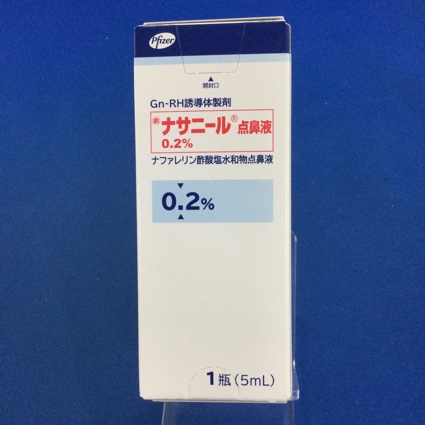 Pfizer
開封口
Gn-RH誘導体製剤
劇 ナサニール® 点鼻液
0.2%
ナファレリン酢酸塩水和物点鼻液
0.2%
1瓶(5mL)